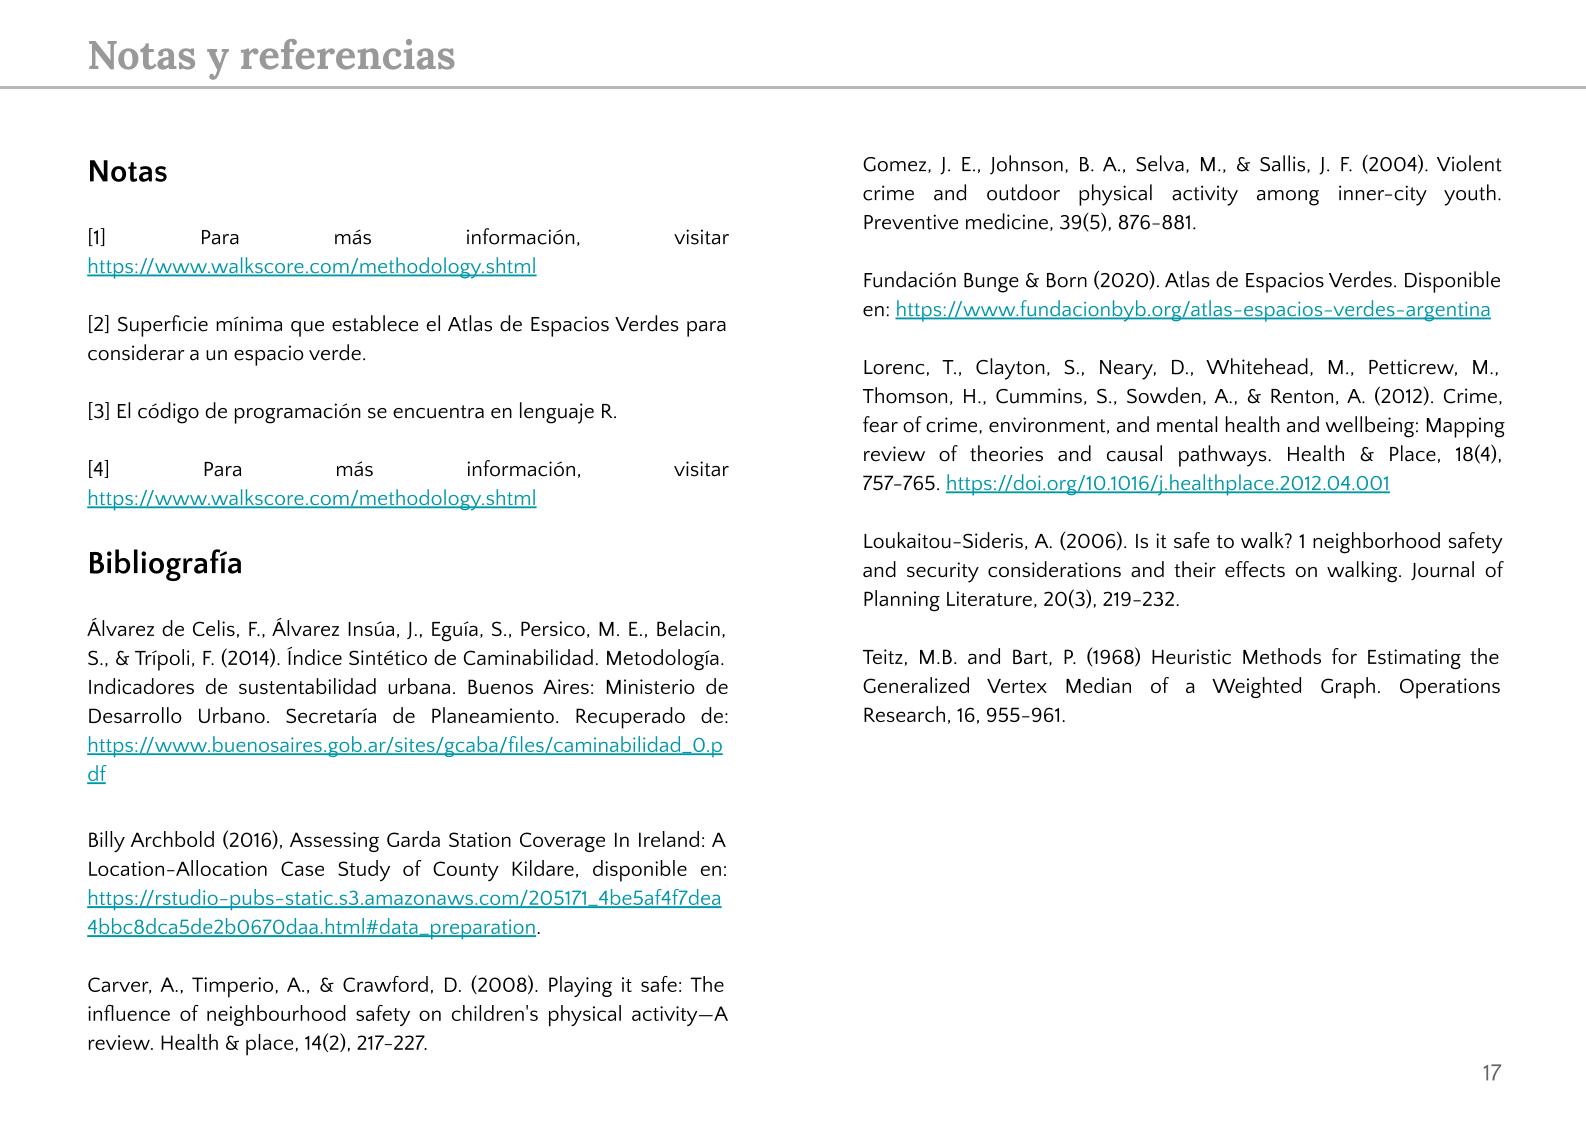 Notas y referencias
Notas
[1] Para más información, visitar
https://www.walkscore.com/methodology.shtml
[2] Superficie mínima que establece el Atlas de Espacios Verdes para
considerar a un espacio verde.
[3] El código de programación se encuentra en lenguaje R.
[4] Para más información, visitar
https://www.walkscore.com/methodology.shtml
Bibliografía
Álvarez de Celis, F., Álvarez Insúa, J., Eguía, S., Persico, M. E., Belacin,
S., & Trípoli, F. (2014). Índice Sintético de Caminabilidad. Metodología.
Indicadores de sustentabilidad urbana. Buenos Aires: Ministerio de
Desarrollo Urbano. Secretaría de Planeamiento. Recuperado de:
https://www.buenosaires.gob.ar/sites/gcaba/files/caminabilidad_0.p
df
Billy Archbold (2016), Assessing Garda Station Coverage In Ireland: A
Location-Allocation Case Study of County Kildare, disponible en:
https://rstudio-pubs-static.s3.amazonaws.com/205171_4be5af4f7dea
4bbc8dca5de2b0670daa.html#data_preparation.
Carver, A., Timperio, A., & Crawford, D. (2008). Playing it safe: The
influence of neighbourhood safety on children's physical activity—A
review. Health & place, 14(2), 217-227.
Gomez, J. E., Johnson, B. A., Selva, M., & Sallis, J. F. (2004). Violent
crime and outdoor physical activity among inner-city youth.
Preventive medicine, 39(5), 876-881.
Fundación Bunge & Born (2020). Atlas de Espacios Verdes. Disponible
en: https://www.fundacionbyb.org/atlas-espacios-verdes-argentina
Lorenc, T., Clayton, S., Neary, D., Whitehead, M., Petticrew, M.,
Thomson, H., Cummins, S., Sowden, A., & Renton, A. (2012). Crime,
fear of crime, environment, and mental health and wellbeing: Mapping
review of theories and causal pathways. Health & Place, 18(4),
757-765. https://doi.org/10.1016/j.healthplace.2012.04.001
Loukaitou-Sideris, A. (2006). Is it safe to walk? 1 neighborhood safety
and security considerations and their effects on walking. Journal of
Planning Literature, 20(3), 219-232.
Teitz, M.B. and Bart, P. (1968) Heuristic Methods for Estimating the
Generalized Vertex Median of a Weighted Graph. Operations
Research, 16, 955-961.
17